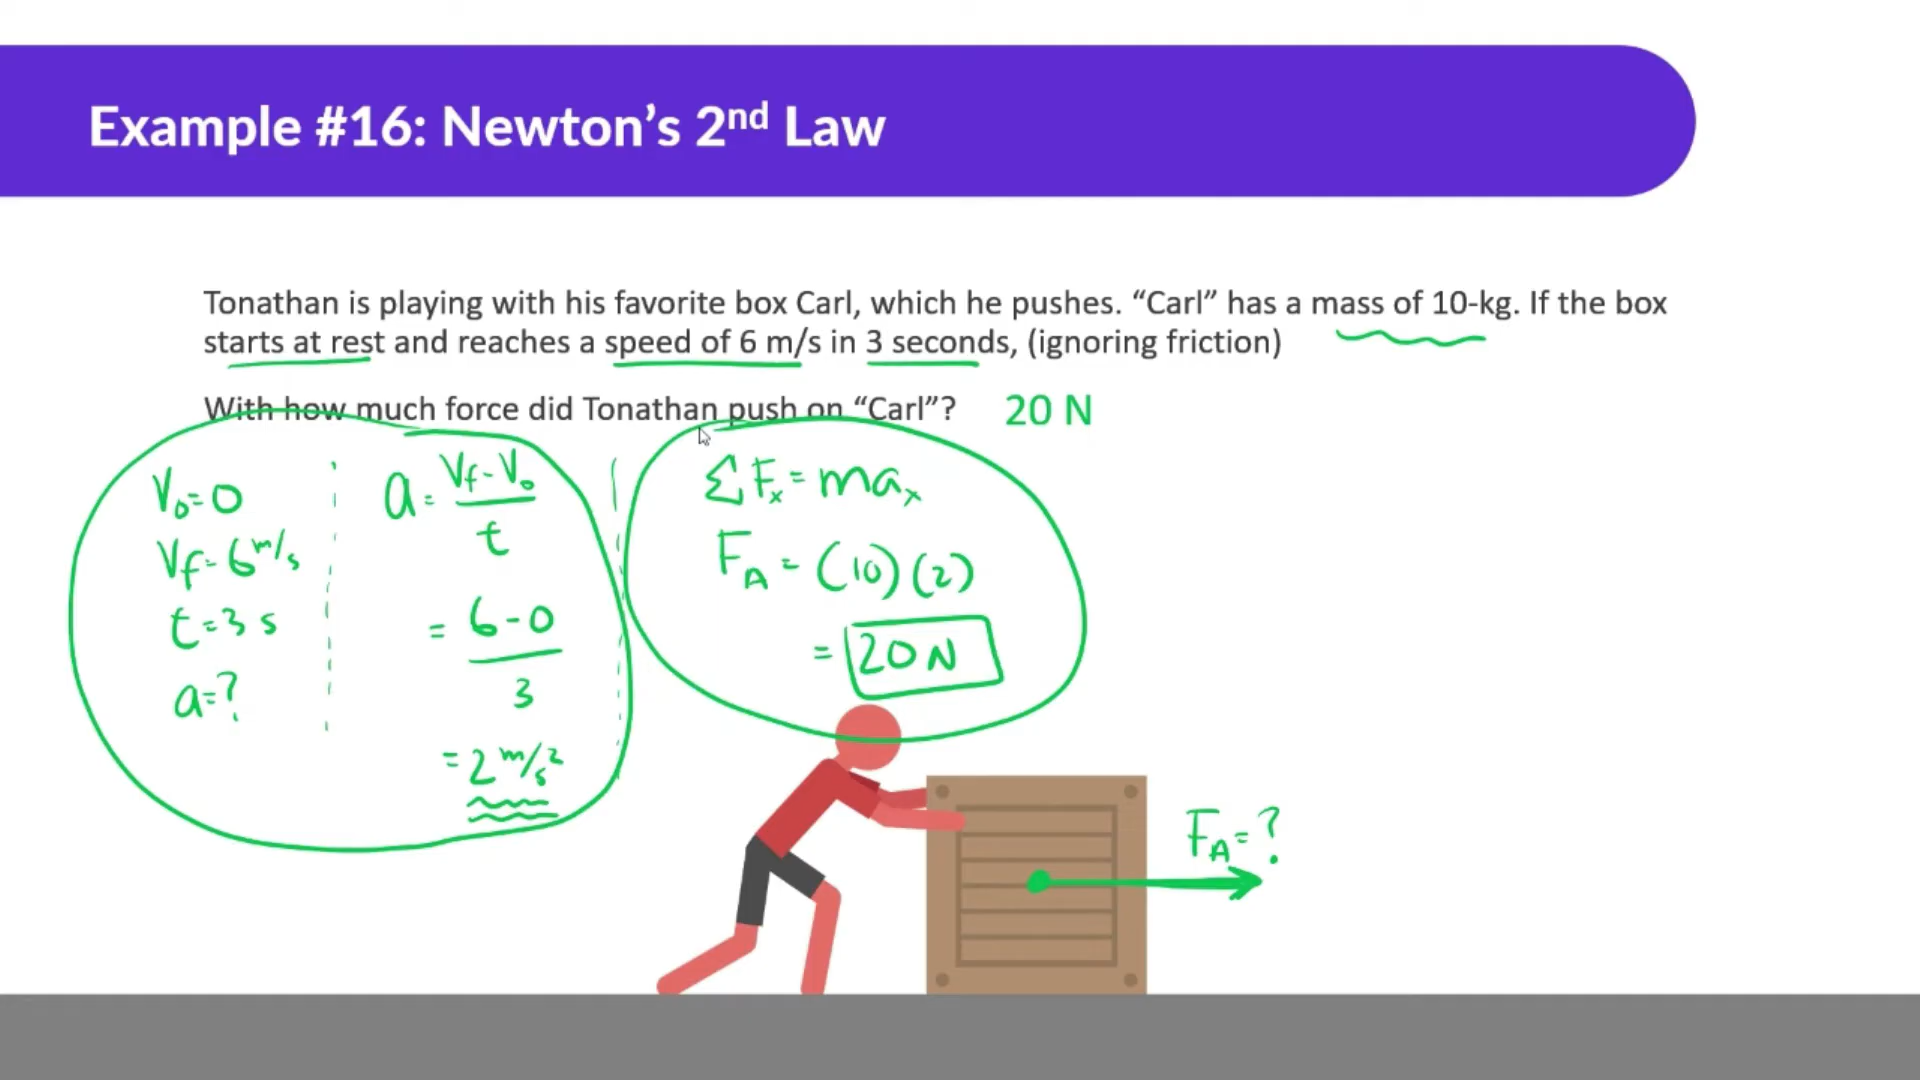 Example #16: Newton’s 2nd Law
Tonathan is playing with his favorite box Carl, which he pushes. “Carl” has a mass of 10-kg. If the box
starts at rest and reaches a speed of 6 m/s in 3 seconds, (ignoring friction)
With how much force did Tonathan push on “Carl”? 20 N
V₀=0
Vf=6 m/s
t=3 s
a=?
a=
Vf-V₀
t
= 6-0
3
=2 m/s²
ΣFₓ=maₓ
F_A=(10)(2)
= 20N
F_A=?